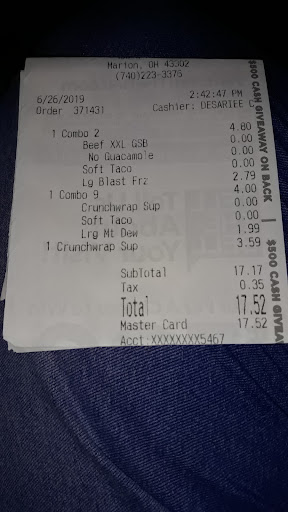 Marion, OH 43302
(740)223-3375
6/26/2019 2:42:47 PM
Order 371431 Cashier: DESARIEE C
1 Combo 2 4.80
Beef XXL GSB 0.00
No Guacamole 0.00
Soft Taco 0.00
Lg Blast Frz 2.79
1 Combo 9 4.00
Crunchwrap Sup 0.00
Soft Taco 0.00
Lrg Mt Dew 1.99
1 Crunchwrap Sup 3.59
SubTotal 17.17
Tax 0.35
Total 17.52
Master Card 17.52
Acct:XXXXXXXX5467
$500 CASH GIVEAWAY ON BACK | $500 CASH